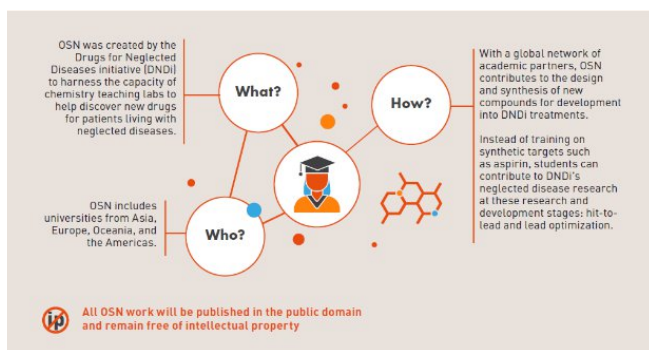 OSN was created by the
Drugs for Neglected
Diseases initiative (DNDi)
to harness the capacity of
chemistry teaching labs to
help discover new drugs
for patients living with
neglected diseases.
What?
How?
With a global network of
academic partners, OSN
contributes to the design
and synthesis of new
compounds for development
into DNDi treatments.
Instead of training on
synthetic targets such
as aspirin, students can
contribute to DNDi's
neglected disease research
at these research and
development stages: hit-to-
lead and lead optimization.
OSN includes
universities from Asia,
Europe, Oceania, and
the Americas.
Who?
ip
All OSN work will be published in the public domain
and remain free of intellectual property